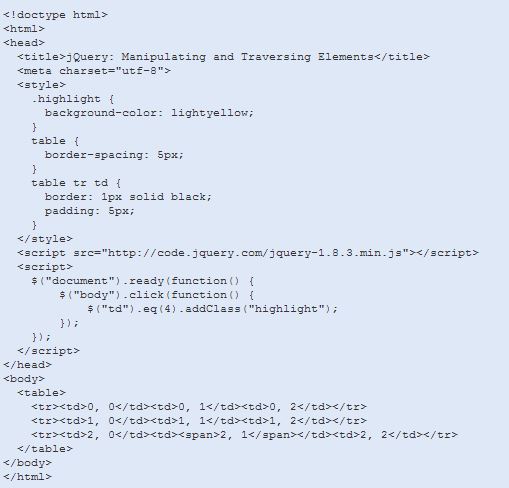 <!doctype html>
<html>
<head>
  <title>jQuery: Manipulating and Traversing Elements</title>
  <meta charset="utf-8">
  <style>
    .highlight {
      background-color: lightyellow;
    }
    table {
      border-spacing: 5px;
    }
    table tr td {
      border: 1px solid black;
      padding: 5px;
    }
  </style>
  <script src="http://code.jquery.com/jquery-1.8.3.min.js"></script>
  <script>
    $("document").ready(function() {
        $("body").click(function() {
            $("td").eq(4).addClass("highlight");
        });
    });
  </script>
</head>
<body>
  <table>
    <tr><td>0, 0</td><td>0, 1</td><td>0, 2</td></tr>
    <tr><td>1, 0</td><td>1, 1</td><td>1, 2</td></tr>
    <tr><td>2, 0</td><td><span>2, 1</span></td><td>2, 2</td></tr>
  </table>
</body>
</html>